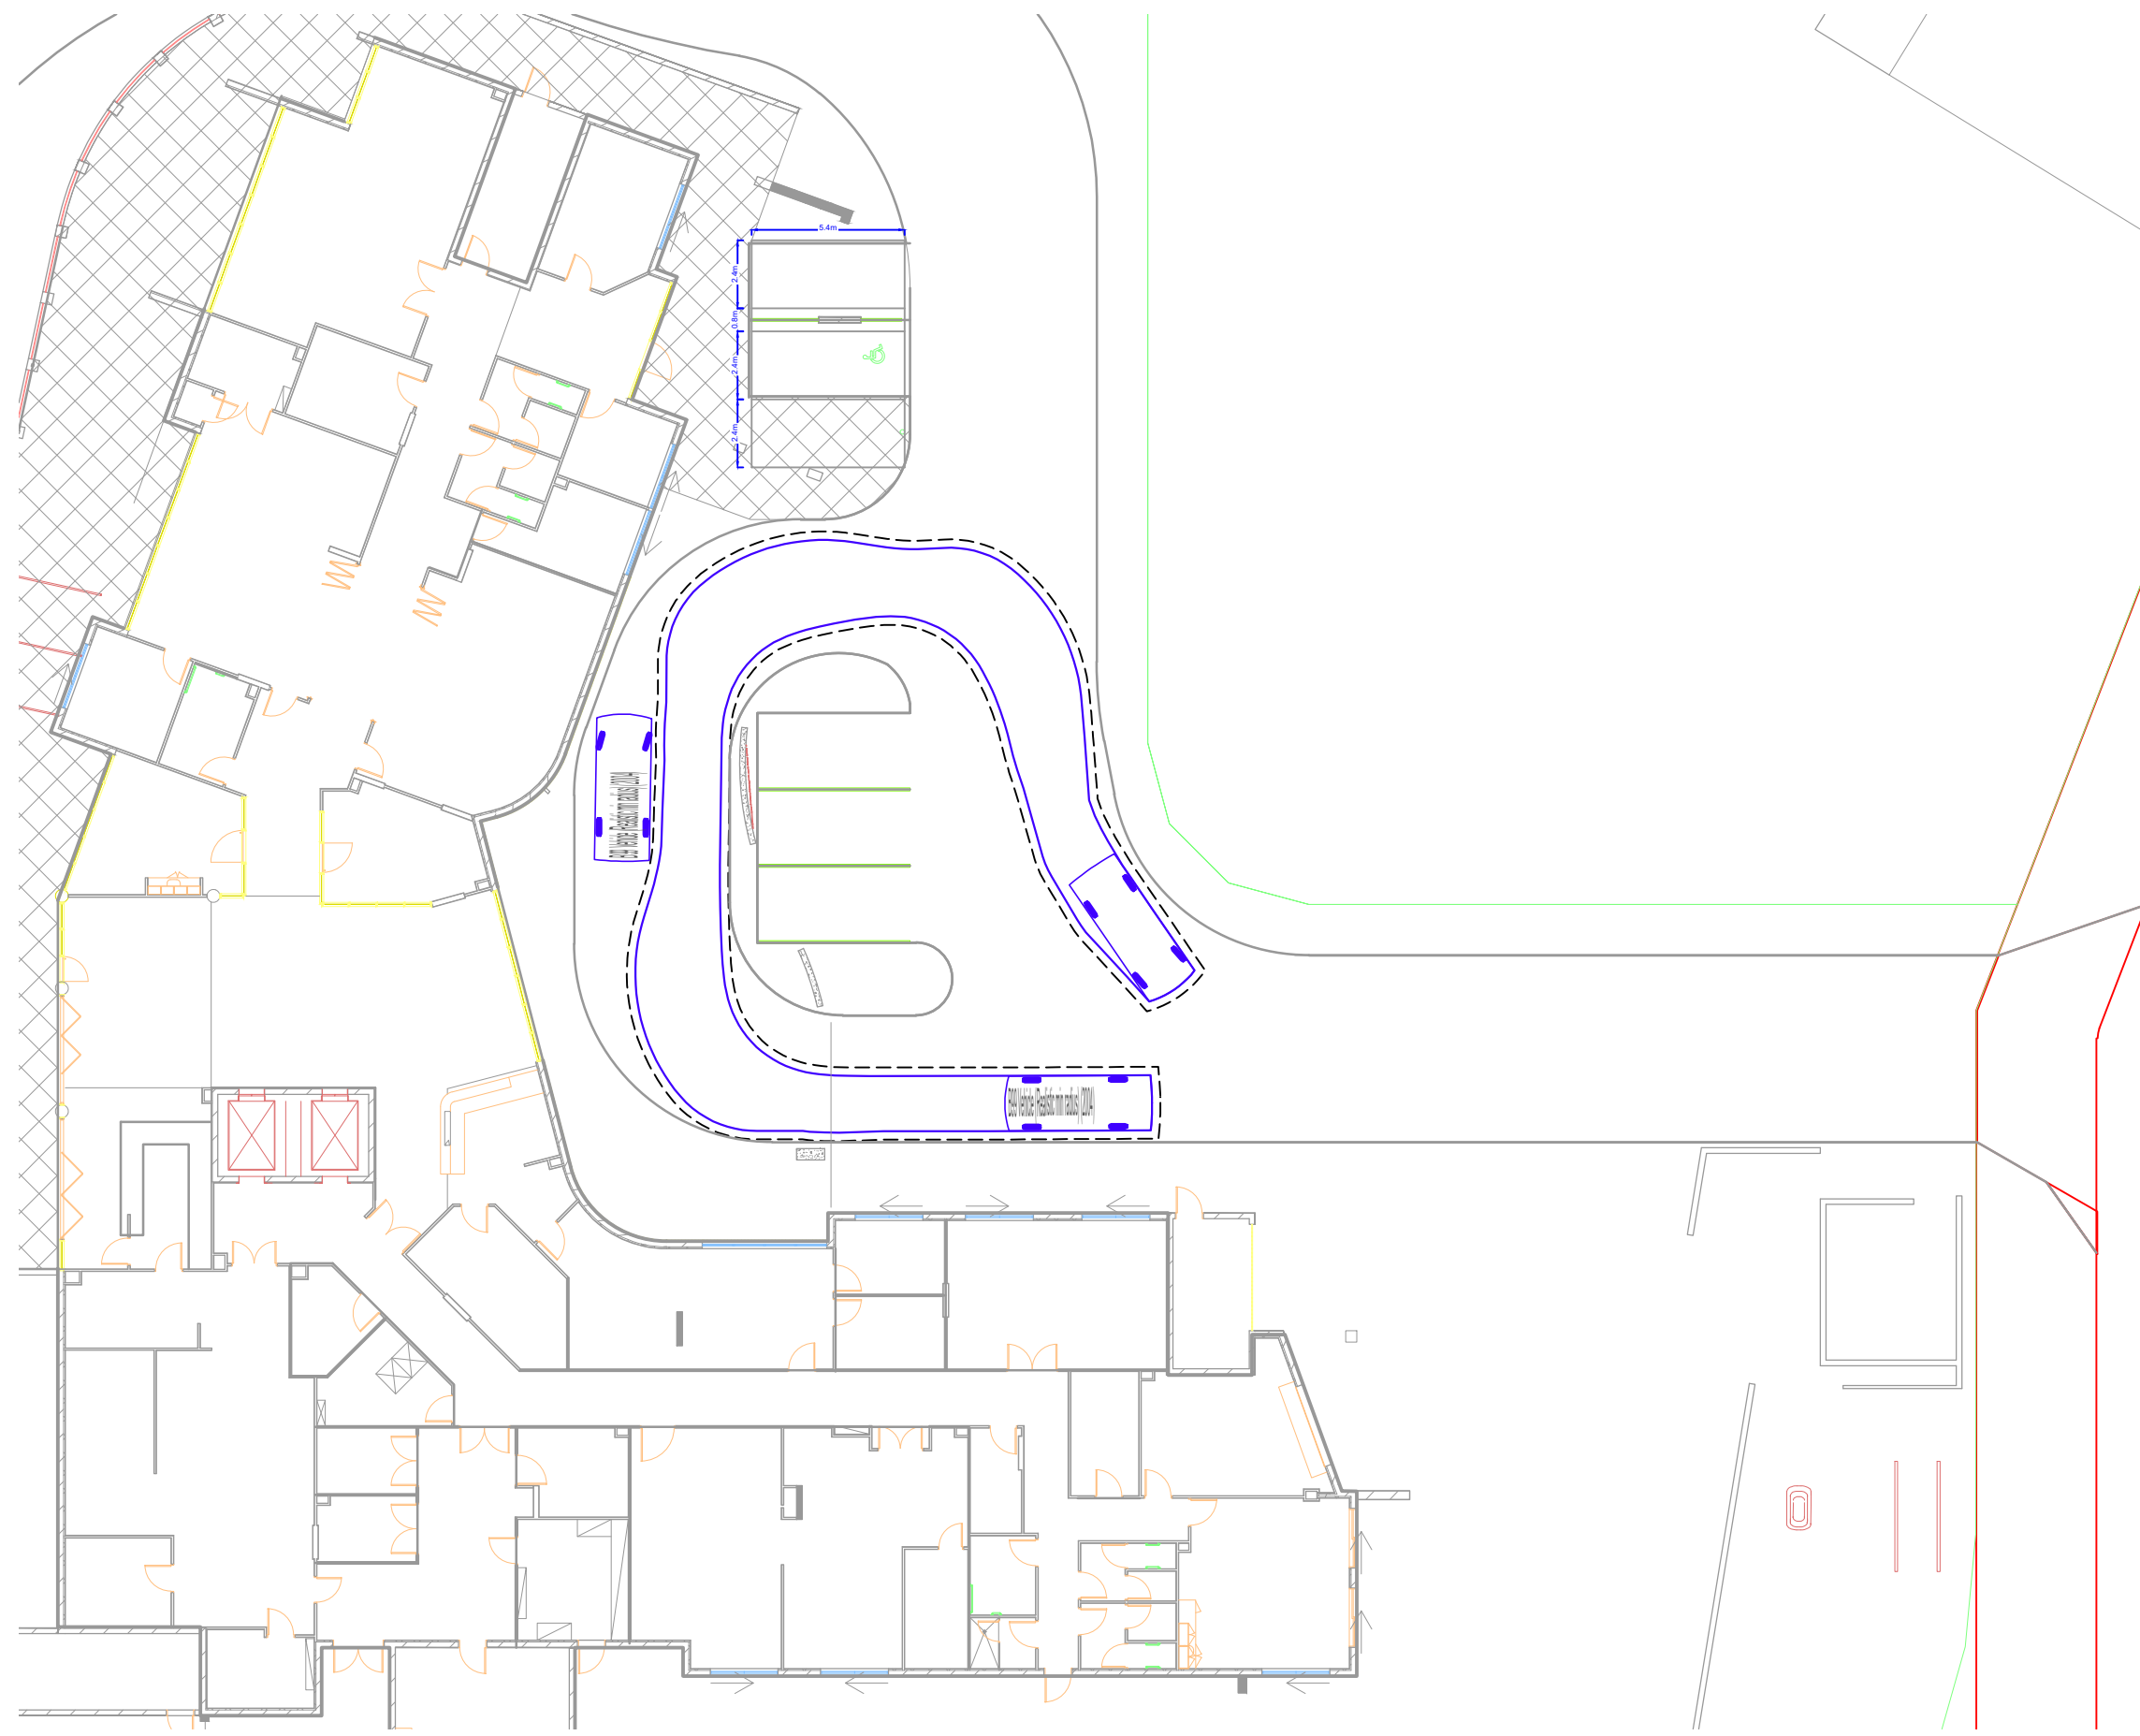 5.4m
2.4m
0.8m
2.4m
2.4m
B99 Vehicle (Realistic min radius) (2004)
B99 Vehicle (Realistic min radius) (2004)